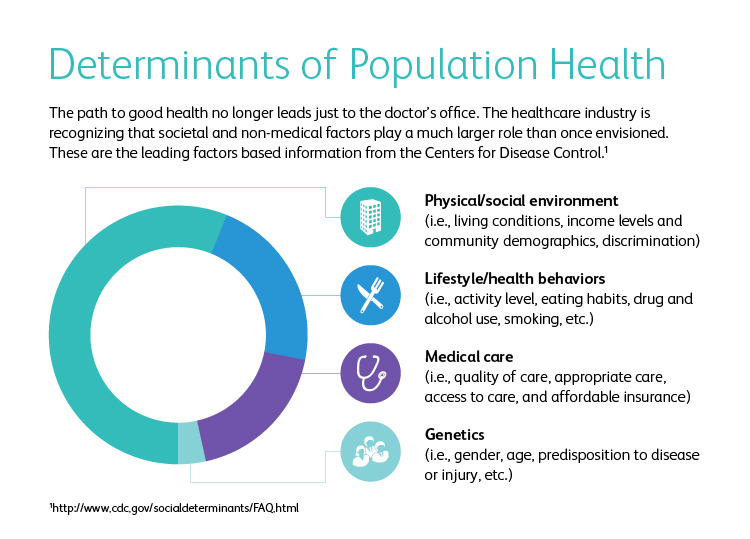 Determinants of Population Health
The path to good health no longer leads just to the doctor's office. The healthcare industry is
recognizing that societal and non-medical factors play a much larger role than once envisioned.
These are the leading factors based information from the Centers for Disease Control.¹
Physical/social environment
(i.e., living conditions, income levels and
community demographics, discrimination)
Lifestyle/health behaviors
(i.e., activity level, eating habits, drug and
alcohol use, smoking, etc.)
Medical care
(i.e., quality of care, appropriate care,
access to care, and affordable insurance)
Genetics
(i.e., gender, age, predisposition to disease
or injury, etc.)
¹http://www.cdc.gov/socialdeterminants/FAQ.html